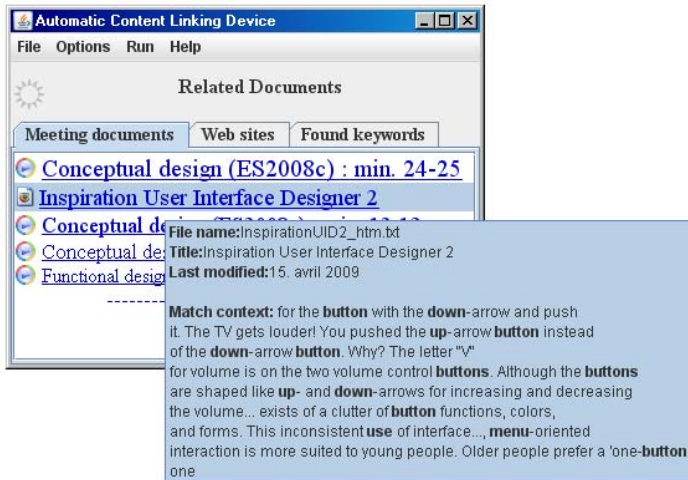 Automatic Content Linking Device
File Options Run Help
Related Documents
Meeting documents Web sites Found keywords
Conceptual design (ES2008c) : min. 24-25
Inspiration User Interface Designer 2
Conceptual de
Conceptual de
Functional desig
File name:InspirationUID2_htm.txt
Title:Inspiration User Interface Designer 2
Last modified:15. avril 2009
Match context: for the button with the down-arrow and push
it. The TV gets louder! You pushed the up-arrow button instead
of the down-arrow button. Why? The letter "V"
for volume is on the two volume control buttons. Although the buttons
are shaped like up- and down-arrows for increasing and decreasing
the volume... exists of a clutter of button functions, colors,
and forms. This inconsistent use of interface..., menu-oriented
interaction is more suited to young people. Older people prefer a 'one-button
one